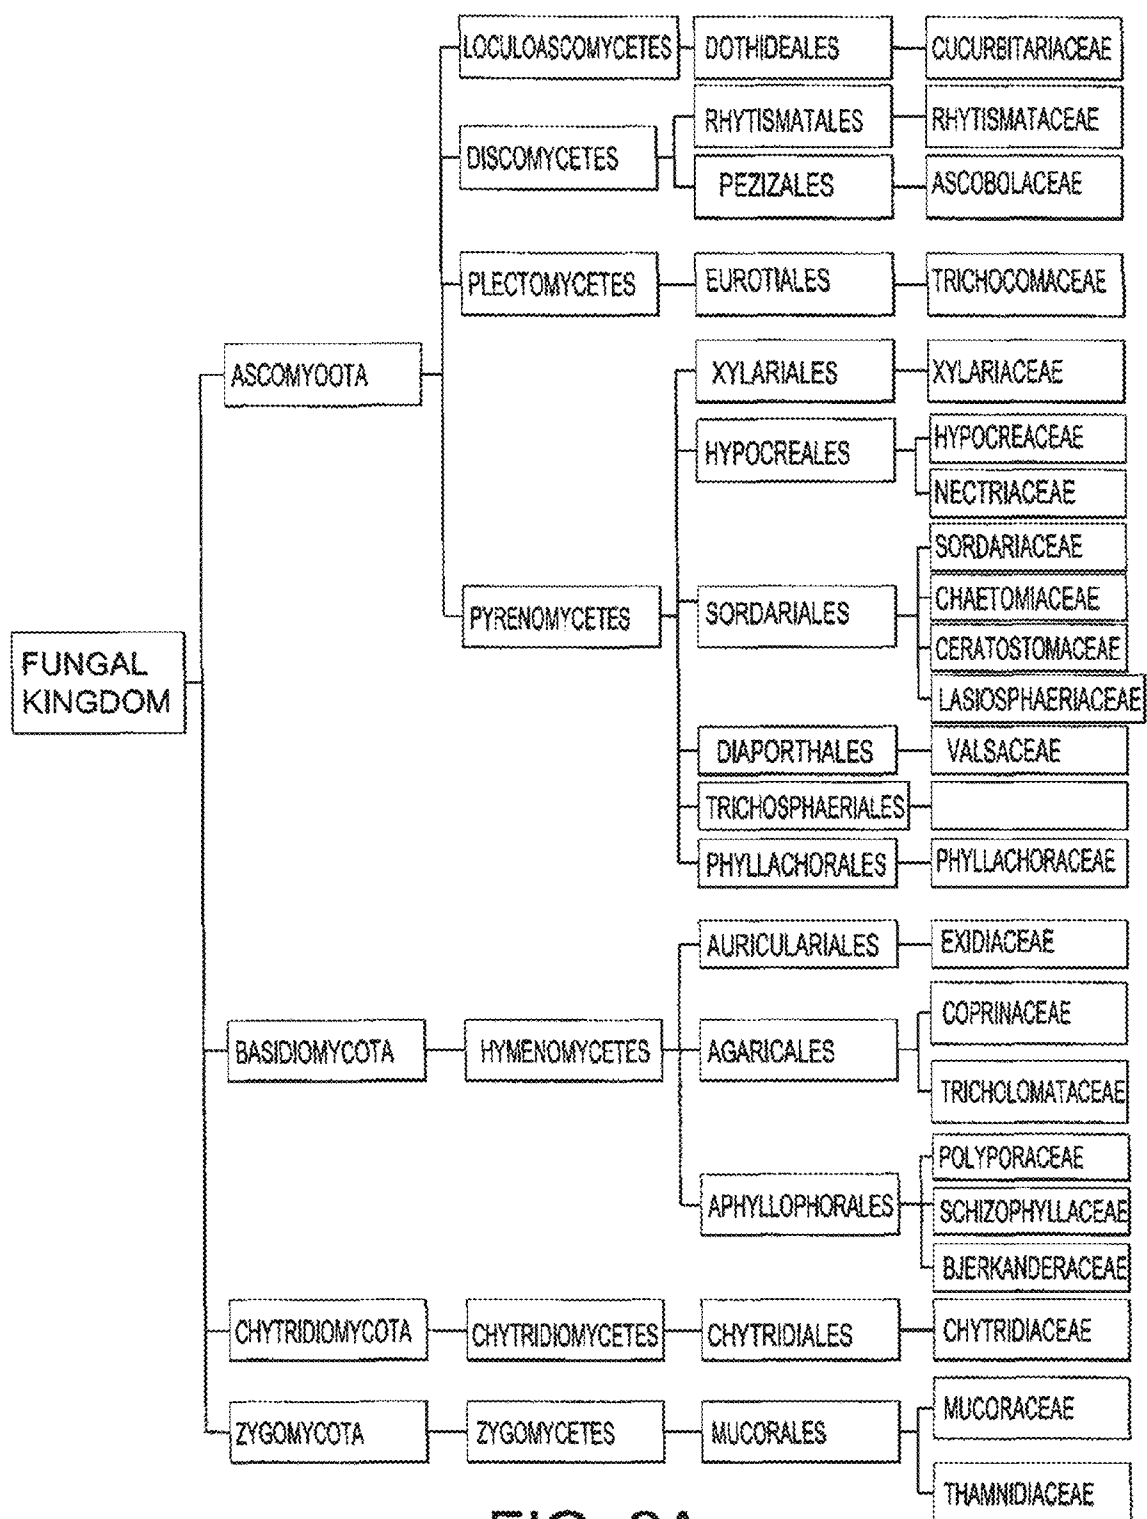 LOCULOASCOMYCETES
DOTHIDEALES
CUCURBITARIACEAE
DISCOMYCETES
RHYTISMATALES
RHYTISMATACEAE
PEZIZALES
ASCOBOLACEAE
PLECTOMYCETES
EUROTIALES
TRICHOCOMACEAE
ASCOMYOOTA
XYLARIALES
XYLARIACEAE
HYPOCREALES
HYPOCREACEAE
NECTRIACEAE
PYRENOMYCETES
SORDARIALES
SORDARIACEAE
CHAETOMIACEAE
CERATOSTOMACEAE
LASIOSPHAERIACEAE
FUNGAL
KINGDOM
DIAPORTHALES
VALSACEAE
TRICHOSPHAERIALES
PHYLLACHORALES
PHYLLACHORACEAE
AURICULARIALES
EXIDIACEAE
BASIDIOMYCOTA
HYMENOMYCETES
AGARICALES
COPRINACEAE
TRICHOLOMATACEAE
APHYLLOPHORALES
POLYPORACEAE
SCHIZOPHYLLACEAE
BJERKANDERACEAE
CHYTRIDIOMYCOTA
CHYTRIDIOMYCETES
CHYTRIDIALES
CHYTRIDIACEAE
ZYGOMYCOTA
ZYGOMYCETES
MUCORALES
MUCORACEAE
THAMNIDIACEAE